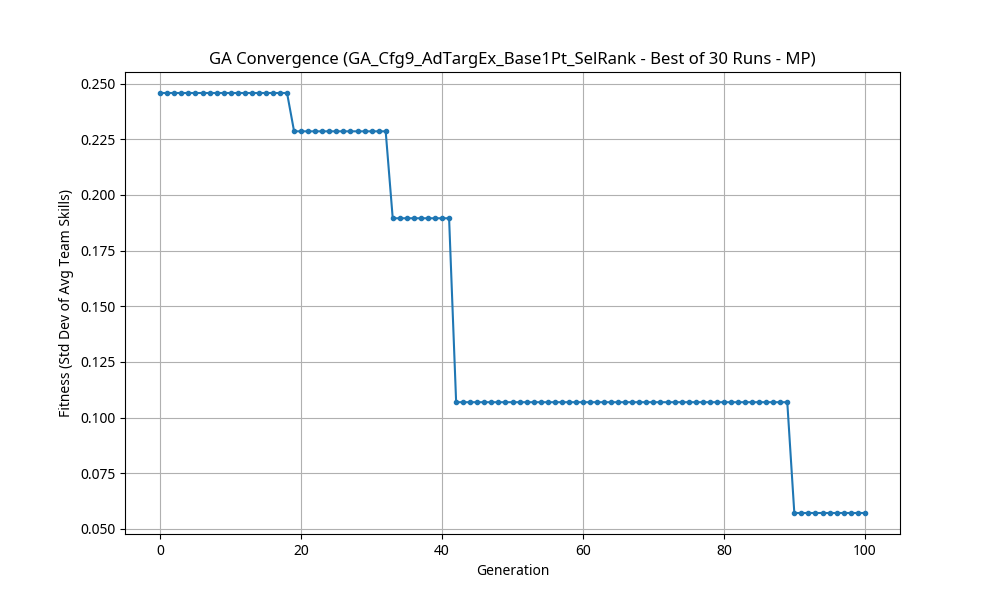 GA Convergence (GA_Cfg9_AdTargEx_Base1Pt_SelRank - Best of 30 Runs - MP)
Fitness (Std Dev of Avg Team Skills)
0.250
0.225
0.200
0.175
0.150
0.125
0.100
0.075
0.050
0 20 40 60 80 100
Generation